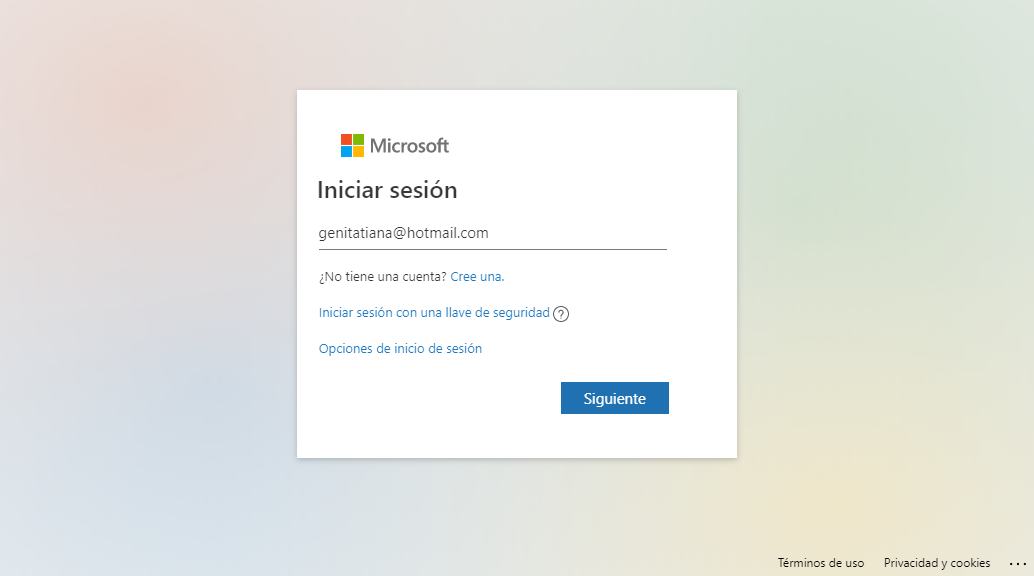 Microsoft
Iniciar sesión
genitatiana@hotmail.com
¿No tiene una cuenta? Cree una.
Iniciar sesión con una llave de seguridad ?
Opciones de inicio de sesión
Siguiente
Términos de uso Privacidad y cookies ...